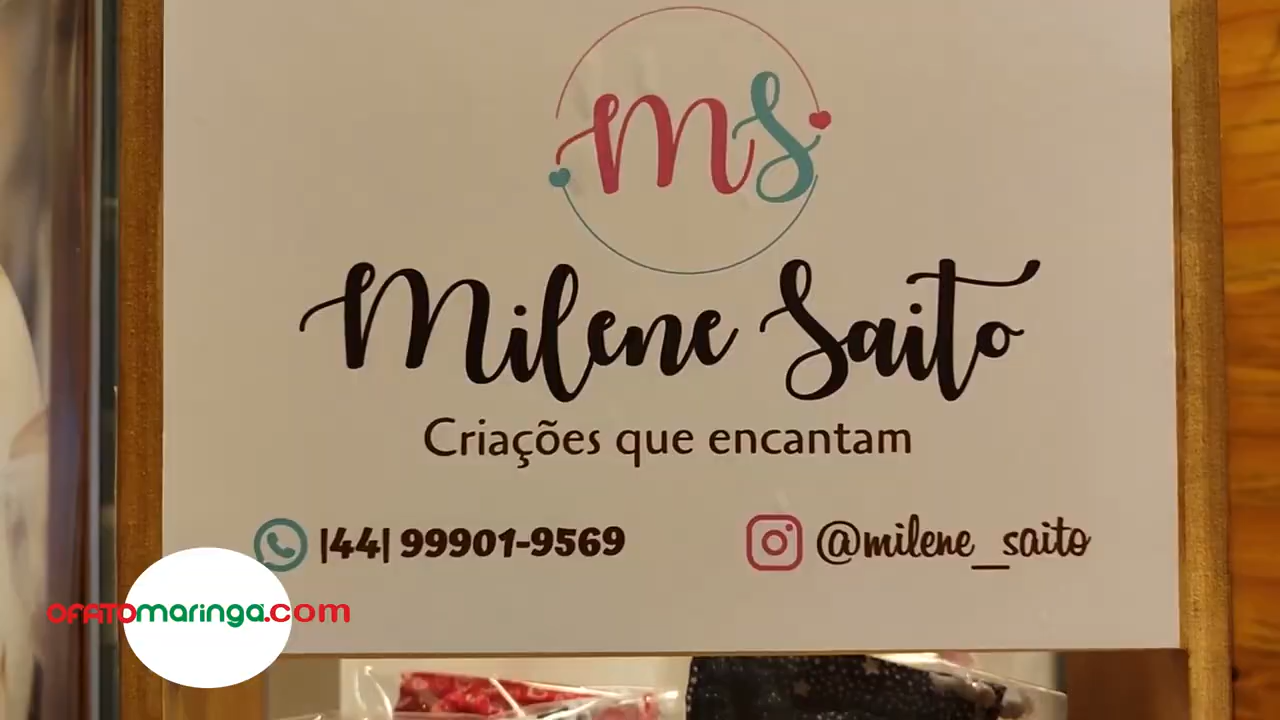 MS
Milene Saito
Criações que encantam
|44| 99901-9569
@milene_saito
OFATOmaringa.com